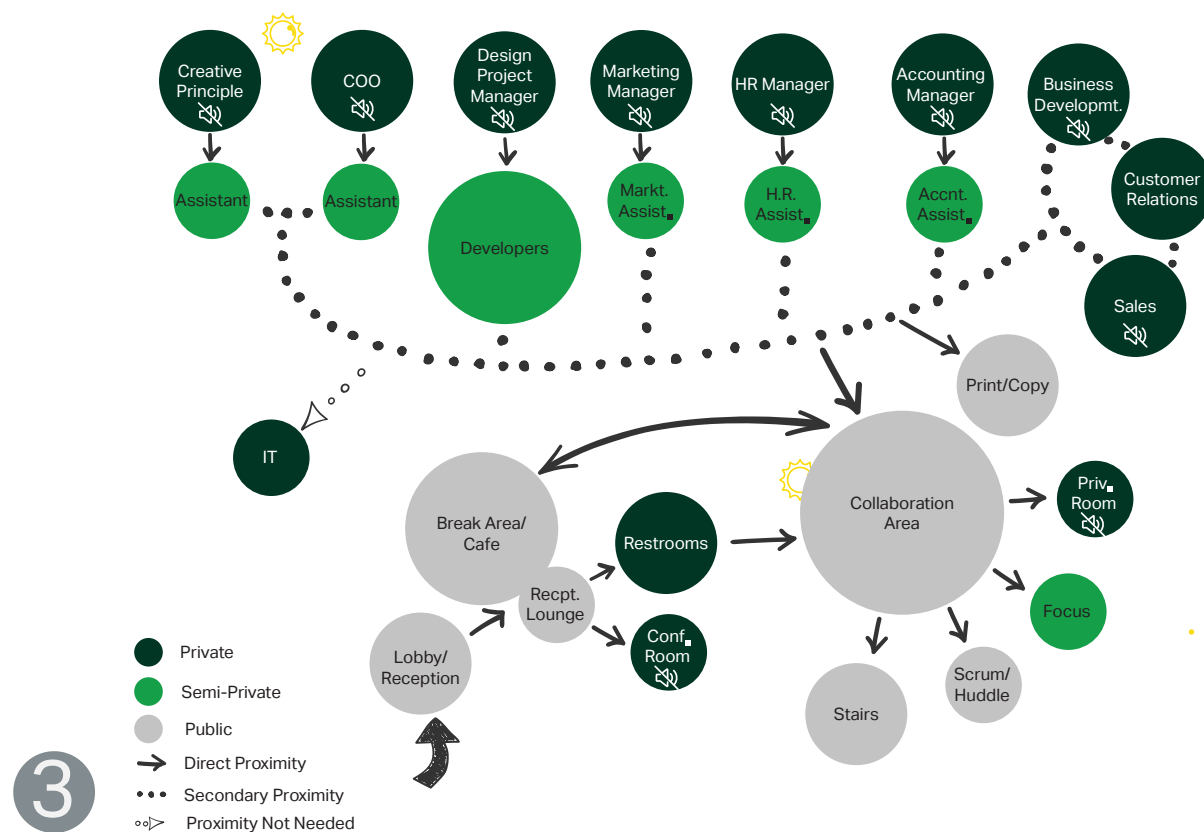 Creative
Principle
COO
Design
Project
Manager
Marketing
Manager
HR Manager
Accounting
Manager
Business
Developmt.
Customer
Relations
Sales
Assistant
Assistant
Developers
Markt.
Assist.
H.R.
Assist.
Accnt.
Assist.
Print/Copy
IT
Break Area/
Cafe
Collaboration
Area
Priv.
Room
Restrooms
Recpt.
Lounge
Focus
Conf.
Room
Lobby/
Reception
Scrum/
Huddle
Stairs
Private
Semi-Private
Public
Direct Proximity
Secondary Proximity
Proximity Not Needed
3